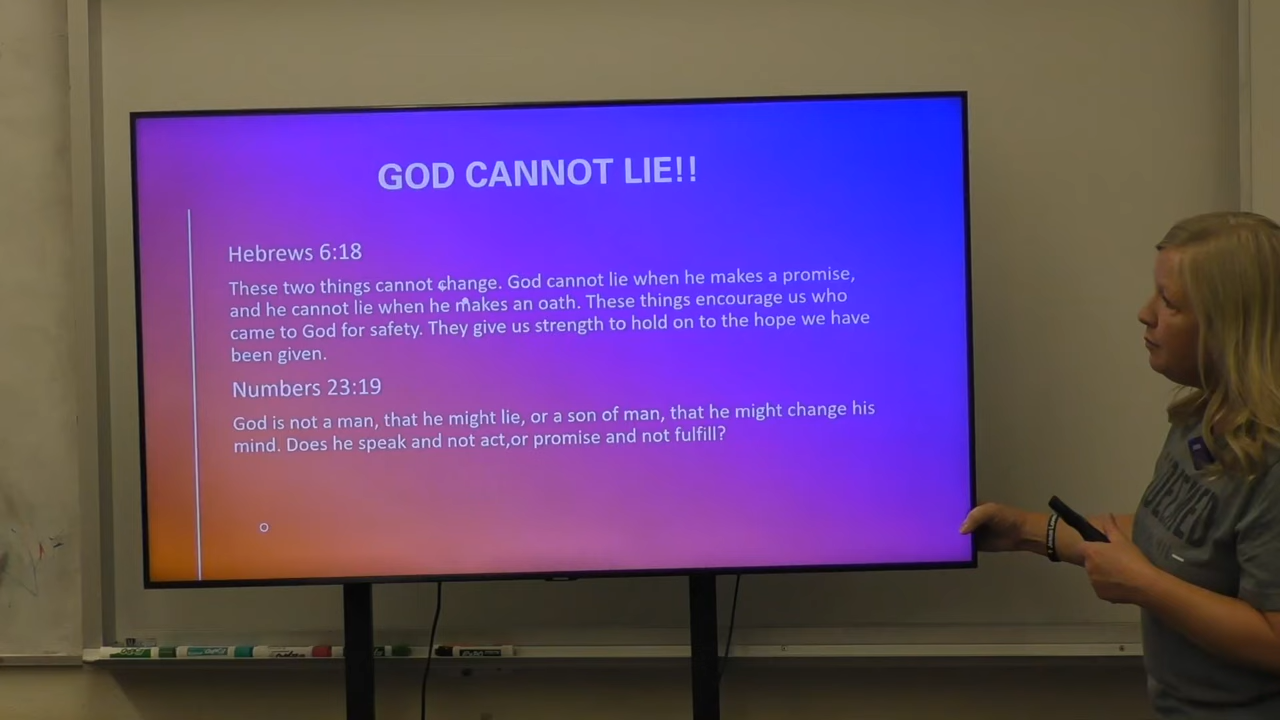 GOD CANNOT LIE!!
Hebrews 6:18
These two things cannot change. God cannot lie when he makes a promise,
and he cannot lie when he makes an oath. These things encourage us who
came to God for safety. They give us strength to hold on to the hope we have
been given.
Numbers 23:19
God is not a man, that he might lie, or a son of man, that he might change his
mind. Does he speak and not act,or promise and not fulfill?